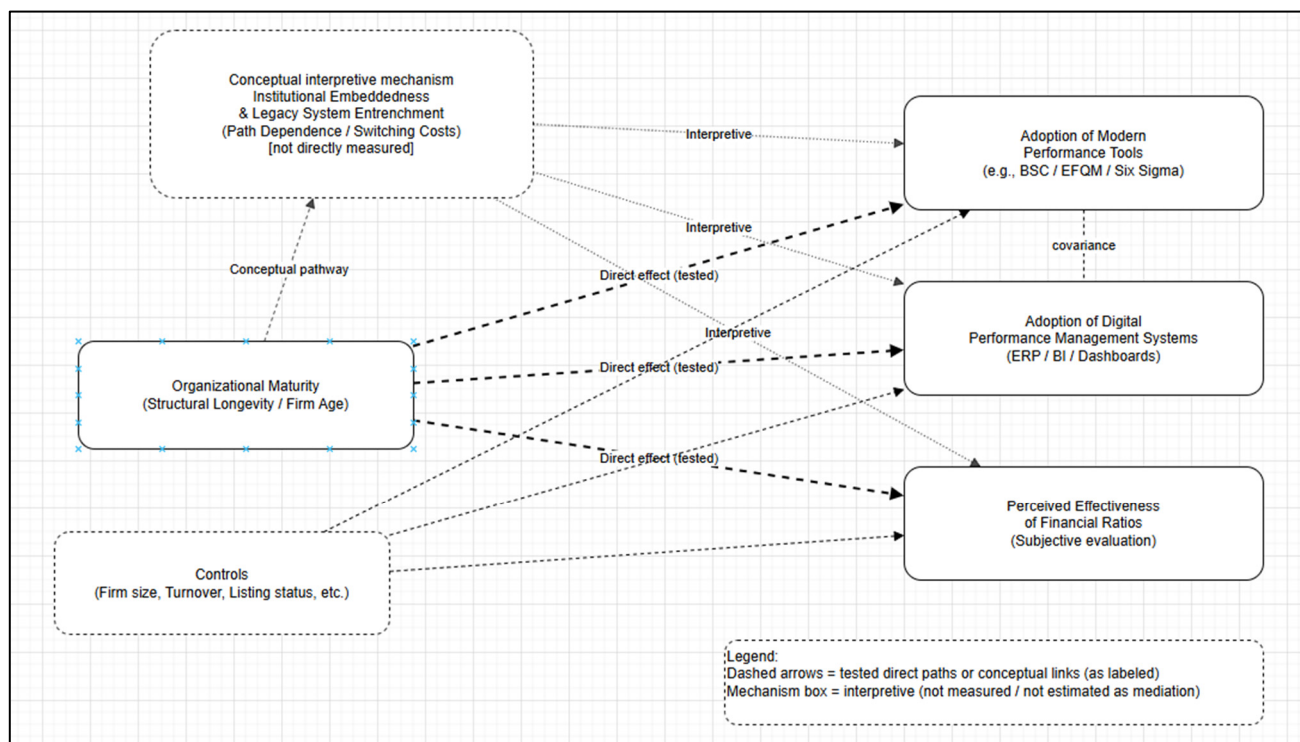 Conceptual interpretive mechanism
Institutional Embeddedness
& Legacy System Entrenchment
(Path Dependence / Switching Costs)
[not directly measured]
Interpretive
Adoption of Modern
Performance Tools
(e.g., BSC / EFQM / Six Sigma)
Interpretive
covariance
Conceptual pathway
Direct effect (tested)
Interpretive
Adoption of Digital
Performance Management Systems
(ERP / BI / Dashboards)
Organizational Maturity
(Structural Longevity / Firm Age)
Direct effect (tested)
Direct effect (tested)
Perceived Effectiveness
of Financial Ratios
(Subjective evaluation)
Controls
(Firm size, Turnover, Listing status, etc.)
Legend:
Dashed arrows = tested direct paths or conceptual links (as labeled)
Mechanism box = interpretive (not measured / not estimated as mediation)